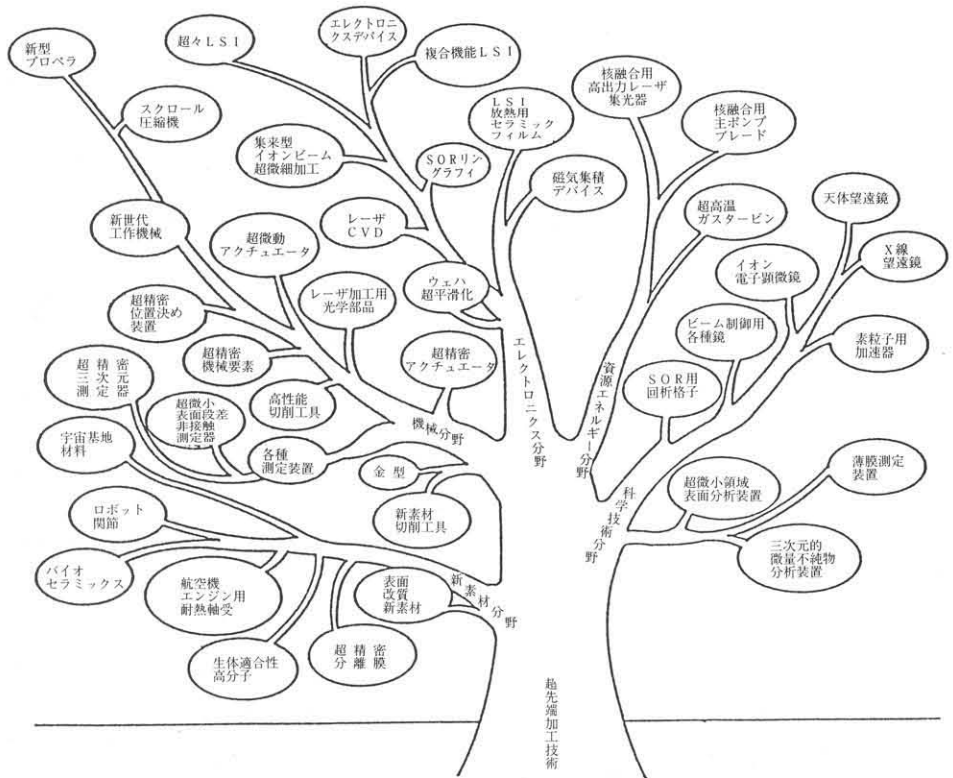 新型
プロペラ
超々LSI
エレクトロニ
クスデバイス
複合機能LSI
スクロール
圧縮機
集来型
イオンビーム
超微細加工
SORリン
グラフィ
LSI
放熱用
セラミック
フィルム
磁気集積
デバイス
核融合用
高出力レーザ
集光器
核融合用
主ポンプ
ブレード
超高温
ガスタービン
天体望遠鏡
X線
望遠鏡
新世代
工作機械
超微動
アクチュエータ
レーザ
CVD
ウェハ
超平滑化
イオン
電子顕微鏡
ビーム制御用
各種鏡
素粒子用
加速器
超精密
位置決め
装置
レーザ加工用
光学部品
超精密
機械要素
超精密
アクチュエータ
SOR用
回析格子
超精密
三次元
測定器
超微小
表面段差
非接触
測定器
高性能
切削工具
各種
測定装置
機械分野
エレクトロニクス分野
資源エネルギー分野
科学技術分野
宇宙基地
材料
金型
新素材
切削工具
超微小領域
表面分析装置
薄膜測定
装置
三次元的
微量不純物
分析装置
ロボット
関節
バイオ
セラミックス
航空機
エンジン用
耐熱軸受
表面
改質
新素材
新素材分野
生体適合性
高分子
超精密
分離膜
超先端加工技術